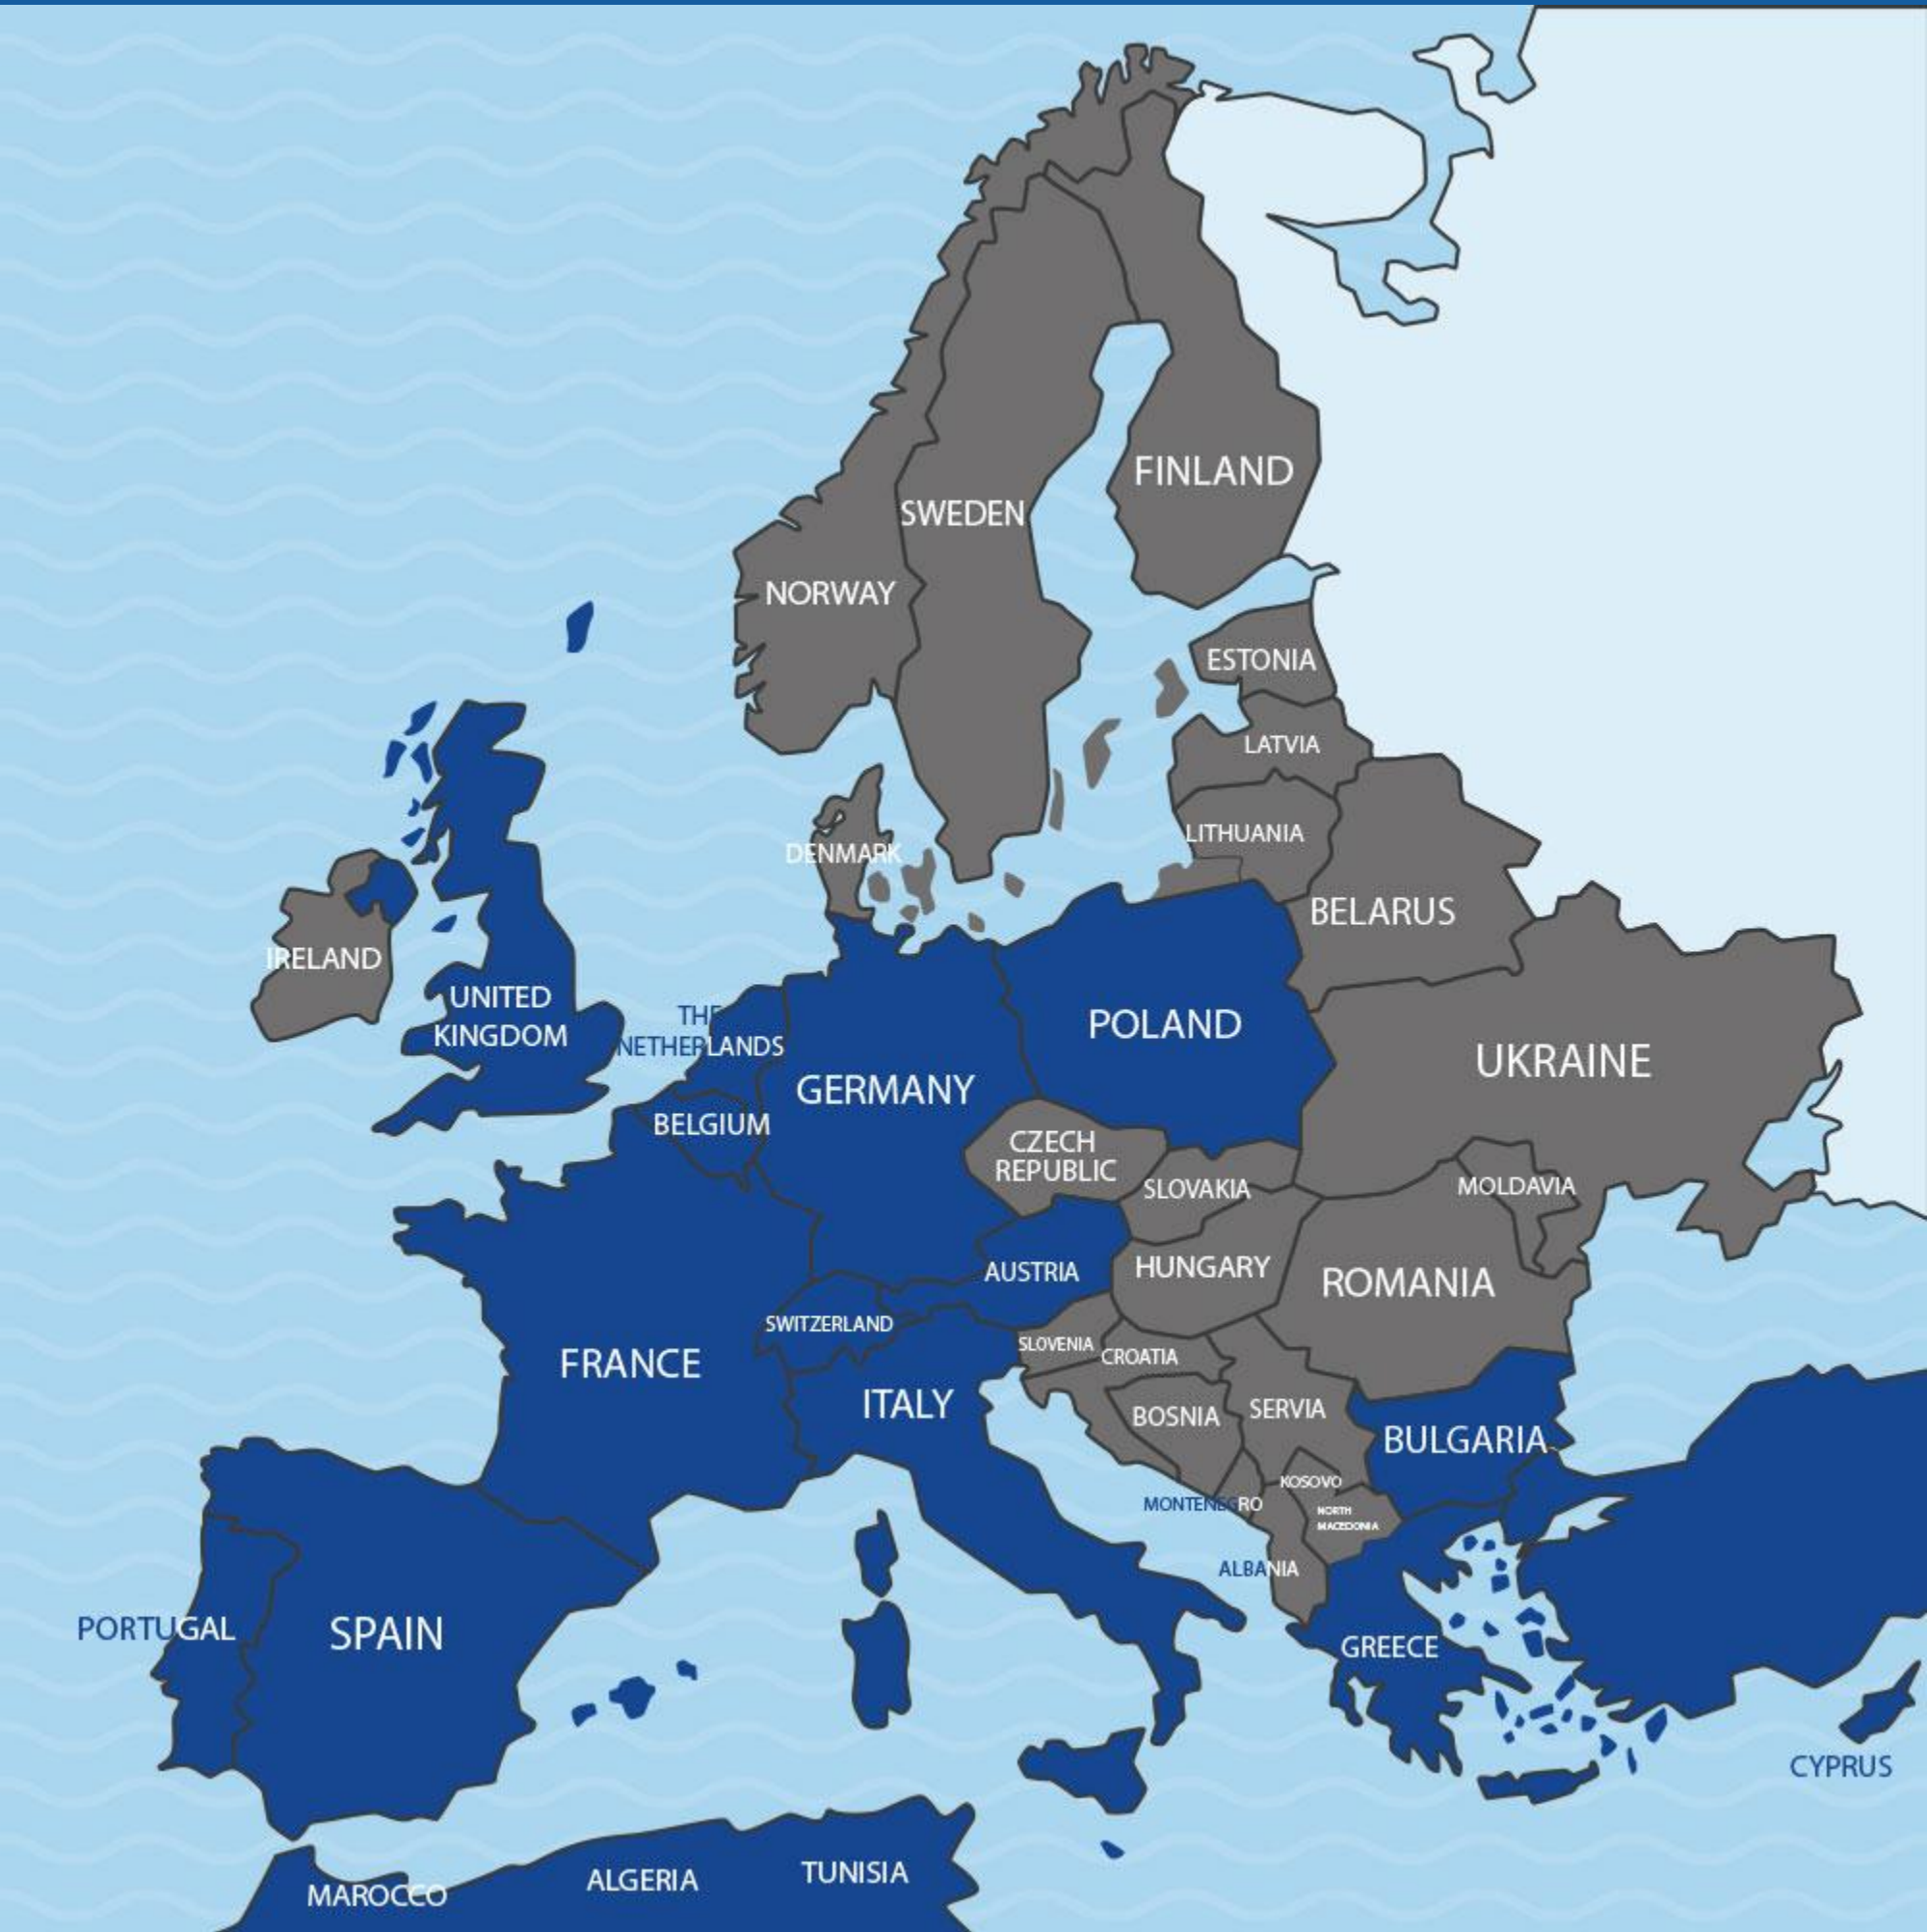 FINLAND
SWEDEN
NORWAY
ESTONIA
LATVIA
LITHUANIA
DENMARK
BELARUS
IRELAND
UNITED
KINGDOM
THE
NETHERLANDS
POLAND
GERMANY
UKRAINE
BELGIUM
CZECH
REPUBLIC
SLOVAKIA
MOLDAVIA
AUSTRIA
HUNGARY
ROMANIA
SWITZERLAND
SLOVENIA
CROATIA
FRANCE
ITALY
BOSNIA
SERVIA
BULGARIA
KOSOVO
MONTENEGRO
NORTH
MACEDONIA
ALBANIA
PORTUGAL
SPAIN
GREECE
CYPRUS
MAROCCO
ALGERIA
TUNISIA